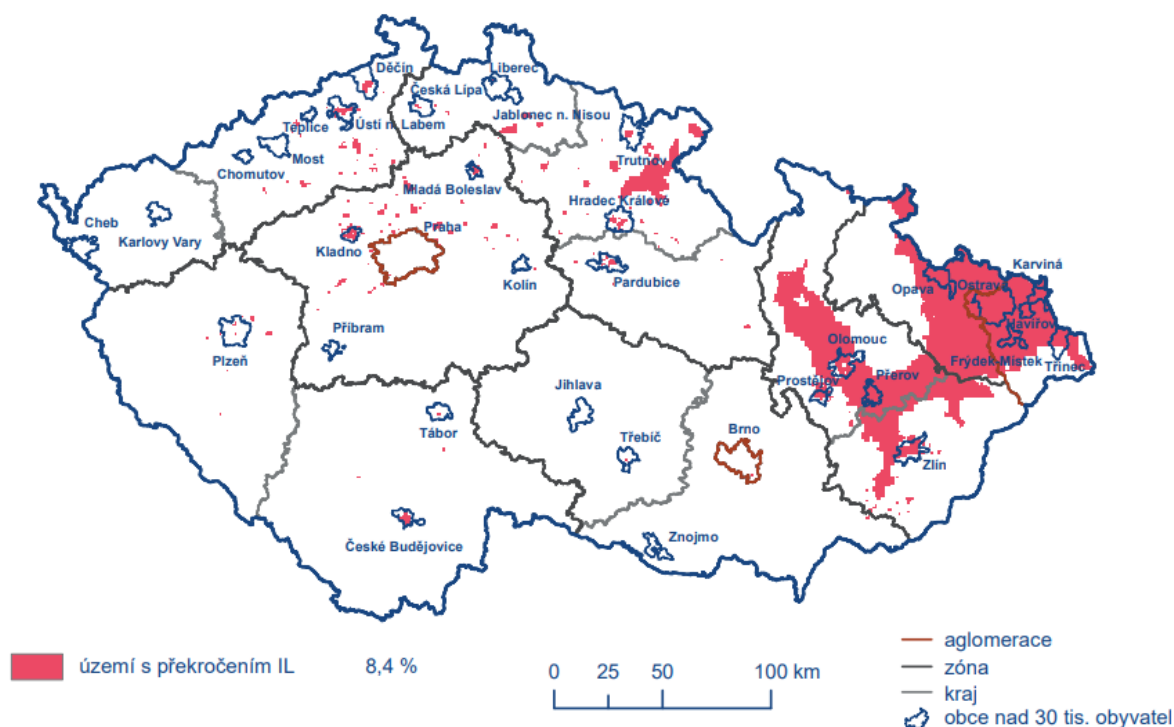 Děčín
Liberec
Česká Lípa
Teplice
Ústí n. Labem
Jablonec n. Nisou
Most
Trutnov
Chomutov
Mladá Boleslav
Cheb
Karlovy Vary
Hradec Králové
Praha
Kladno
Kolín
Pardubice
Karviná
Opava
Ostrava
Havířov
Plzeň
Příbram
Olomouc
Frýdek-Místek
Třinec
Prostějov
Přerov
Jihlava
Tábor
Třebíč
Brno
Zlín
České Budějovice
Znojmo
území s překročením IL 8,4 %
0 25 50 100 km
aglomerace
zóna
kraj
obce nad 30 tis. obyvatel